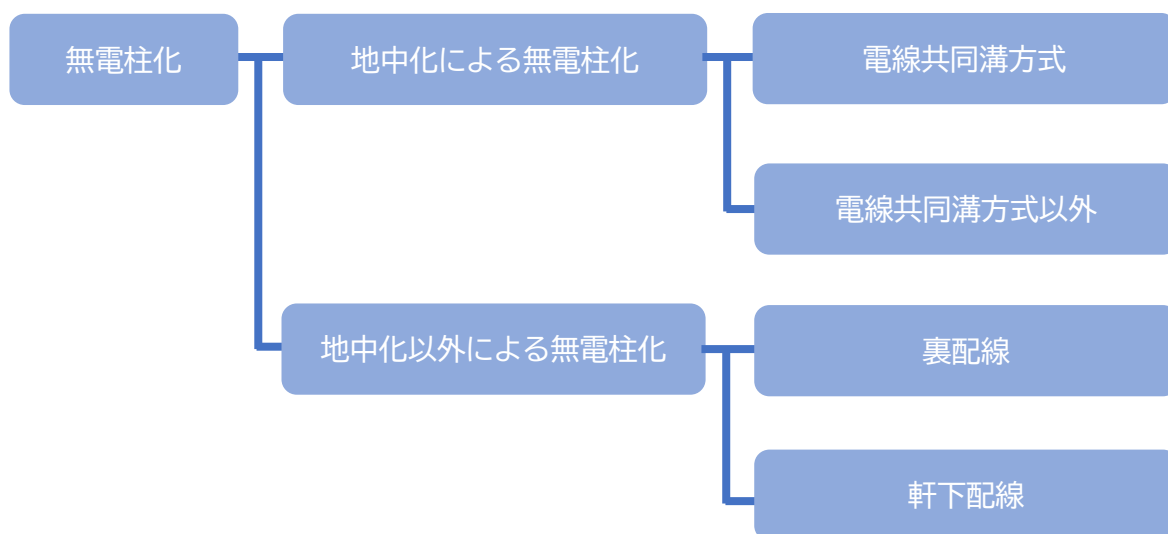 無電柱化
地中化による無電柱化
電線共同溝方式
電線共同溝方式以外
地中化以外による無電柱化
裏配線
軒下配線